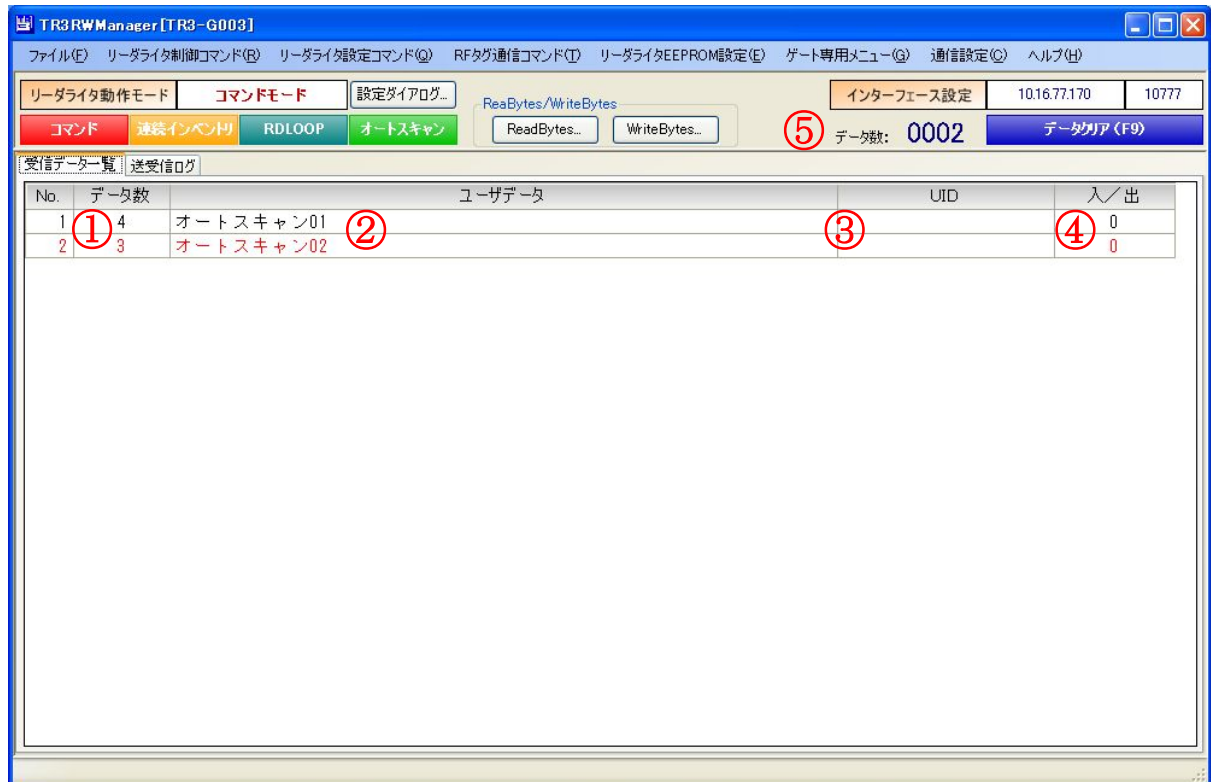 TR3RWManager[TR3-G003]
ファイル(F) リーダライタ制御コマンド(R) リーダライタ設定コマンド(Q) RFタグ通信コマンド(T) リーダライタEEPROM設定(E) ゲート専用メニュー(G) 通信設定(C) ヘルプ(H)
リーダライタ動作モード コマンドモード 設定ダイアログ... ReaBytes/WriteBytes インターフェース設定 10.16.77.170 10777
コマンド 連続インベントリ RDLOOP オートスキャン ReadBytes... WriteBytes... ⑤ データ数: 0002 データクリア(F9)
受信データ一覧 送受信ログ
No. データ数 ユーザデータ UID 入/出
1 4 オートスキャン01 0
① ② ③ ④
2 3 オートスキャン02 0